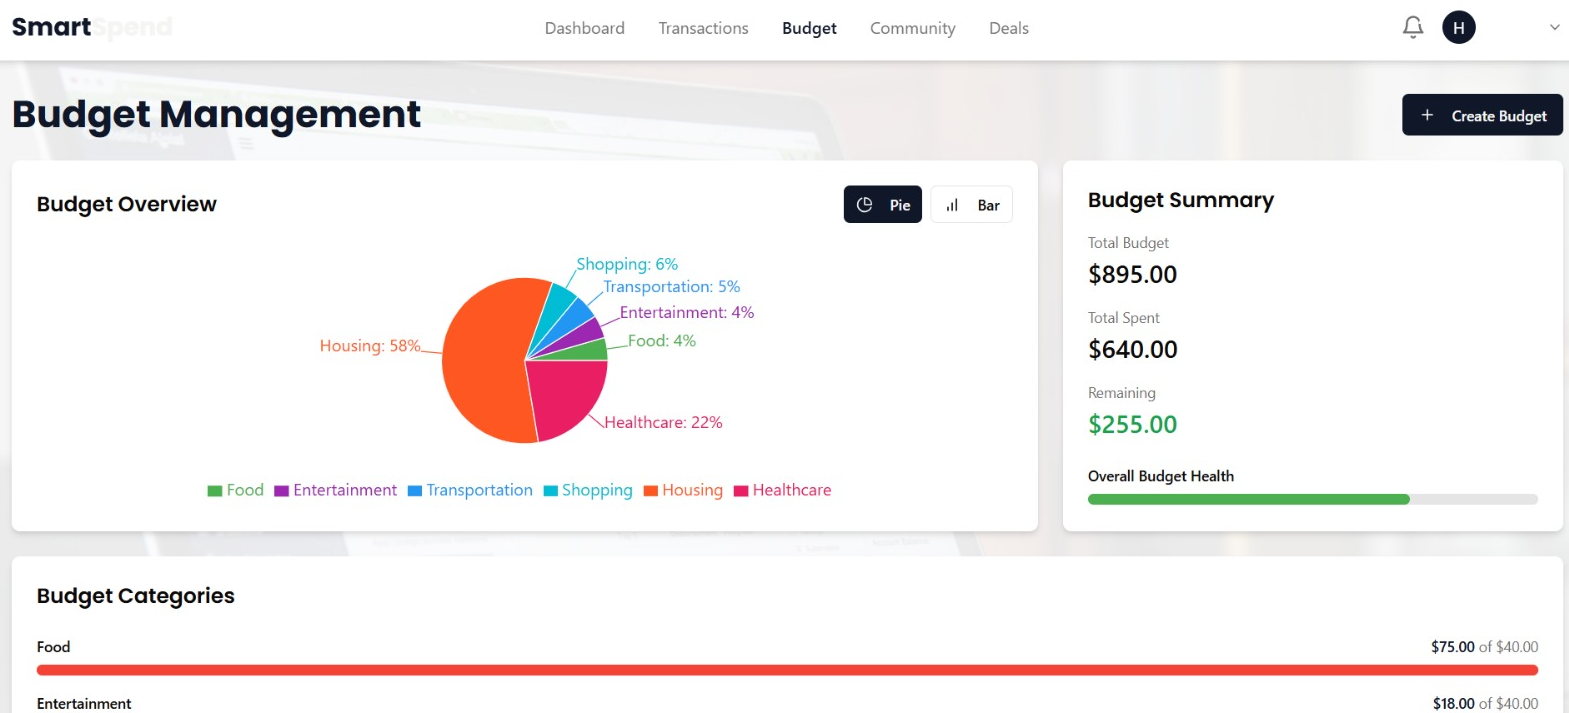 SmartSpend
Dashboard Transactions Budget Community Deals
H
Budget Management
+ Create Budget
Budget Overview
Pie
Bar
Shopping: 6%
Transportation: 5%
Entertainment: 4%
Food: 4%
Housing: 58%
Healthcare: 22%
Food Entertainment Transportation Shopping Housing Healthcare
Budget Summary
Total Budget
$895.00
Total Spent
$640.00
Remaining
$255.00
Overall Budget Health
Budget Categories
Food $75.00 of $40.00
Entertainment $18.00 of $40.00